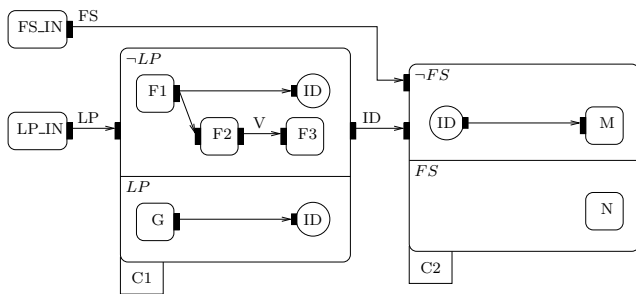 FS_IN
FS
LP_IN
LP
¬LP
F1
ID
F2
V
F3
LP
G
ID
C1
ID
¬FS
ID
M
FS
N
C2